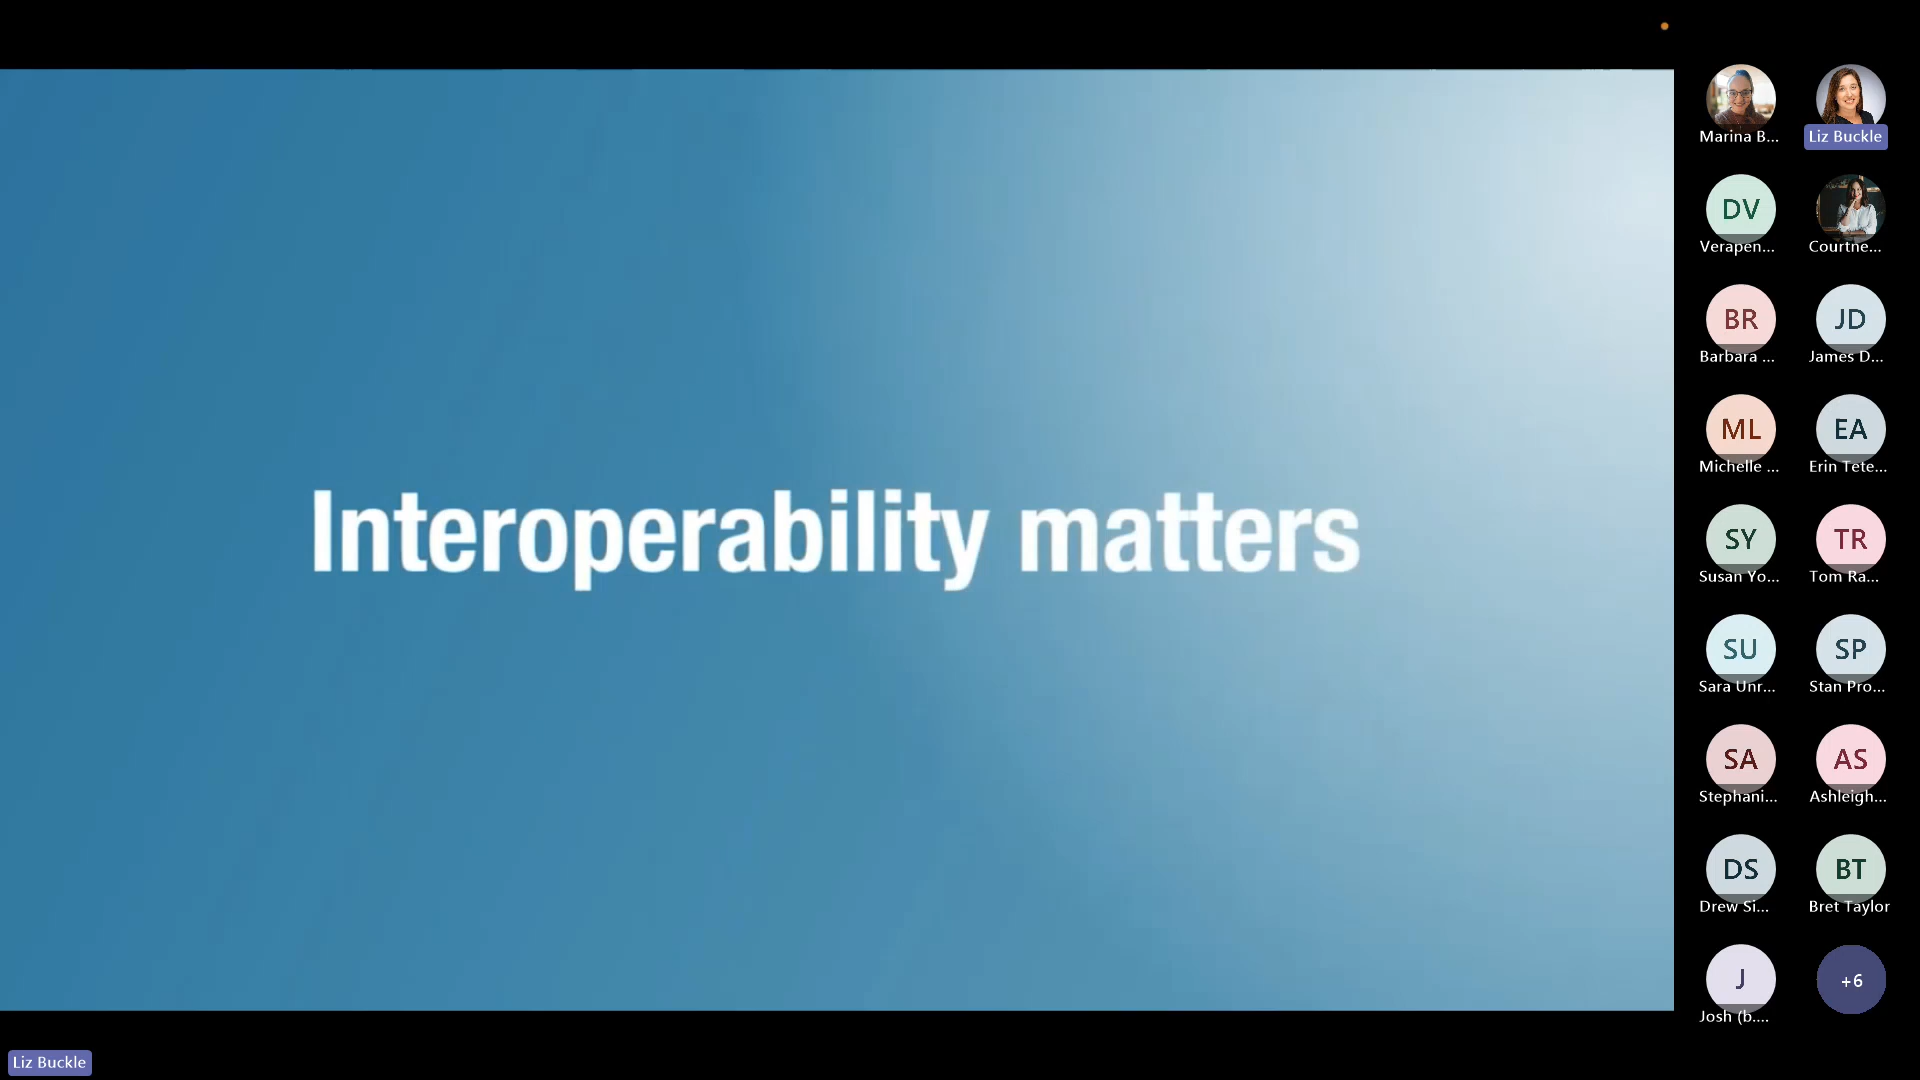 Interoperability matters
Marina B...
Liz Buckle
DV
Verapen...
Courtne...
BR
Barbara ...
JD
James D...
ML
Michelle ...
EA
Erin Tete...
SY
Susan Yo...
TR
Tom Ra...
SU
Sara Unr...
SP
Stan Pro...
SA
Stephani...
AS
Ashleigh...
DS
Drew Si...
BT
Bret Taylor
J
Josh (b....
+6
Liz Buckle